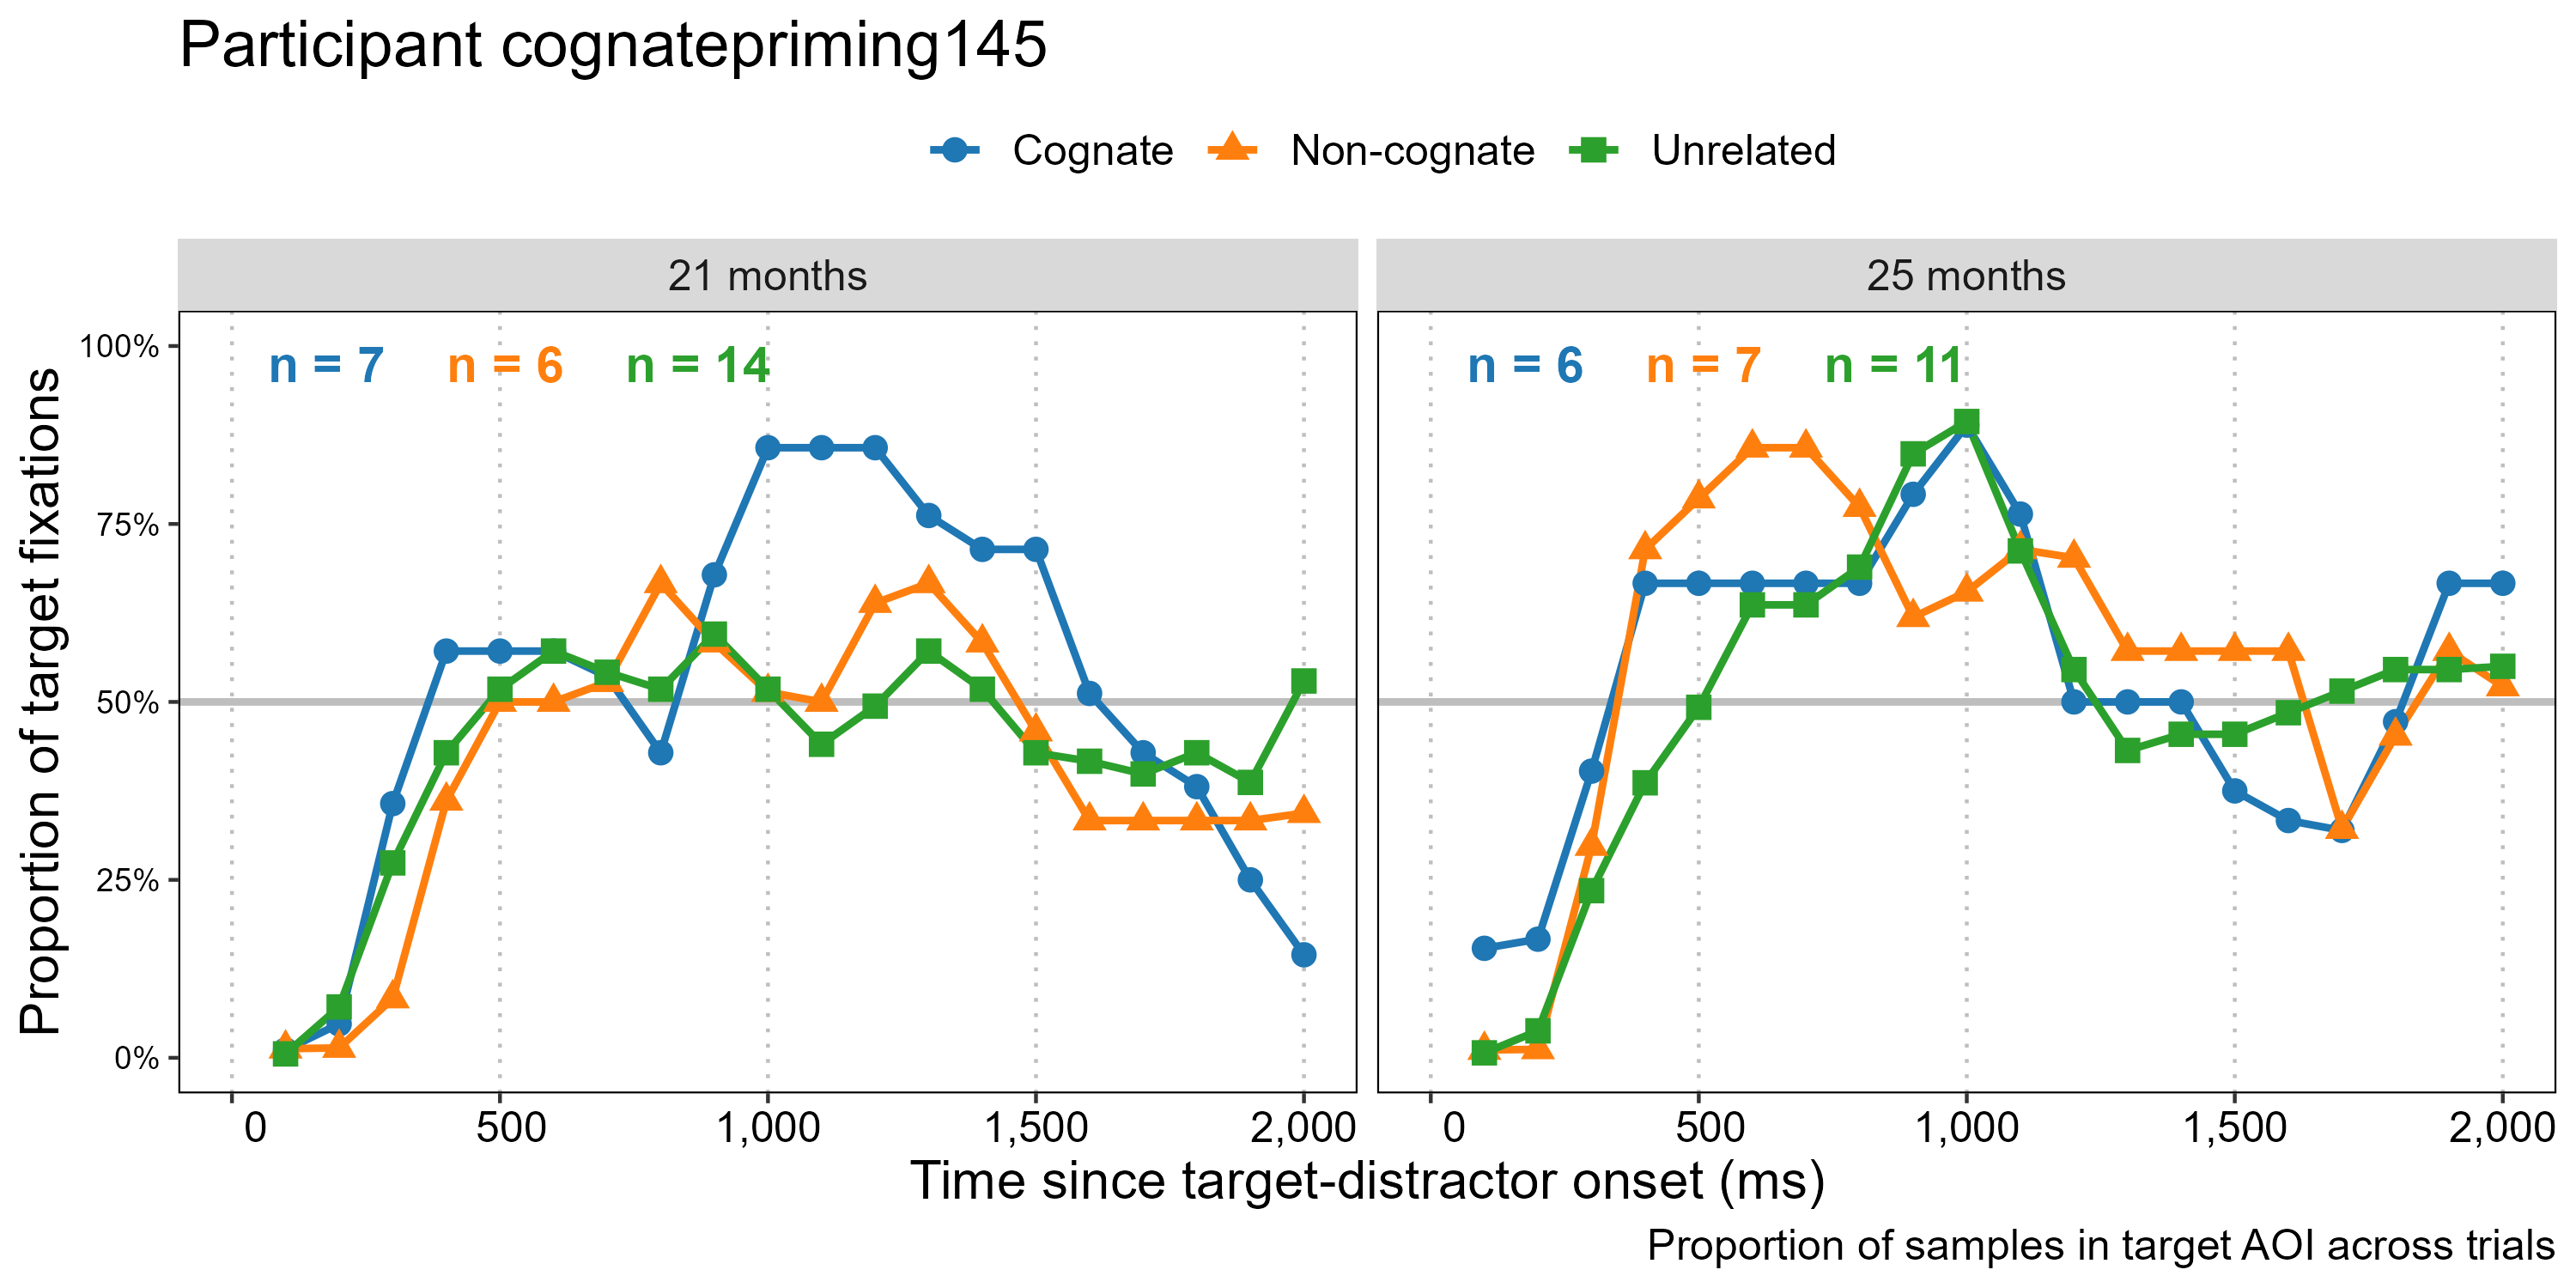 Participant cognatepriming145
Cognate Non-cognate Unrelated
21 months 25 months
n = 7 n = 6 n = 14 n = 6 n = 7 n = 11
100%
75%
50%
25%
0%
Proportion of target fixations
0 500 1,000 1,500 2,000 0 500 1,000 1,500 2,000
Time since target-distractor onset (ms)
Proportion of samples in target AOI across trials